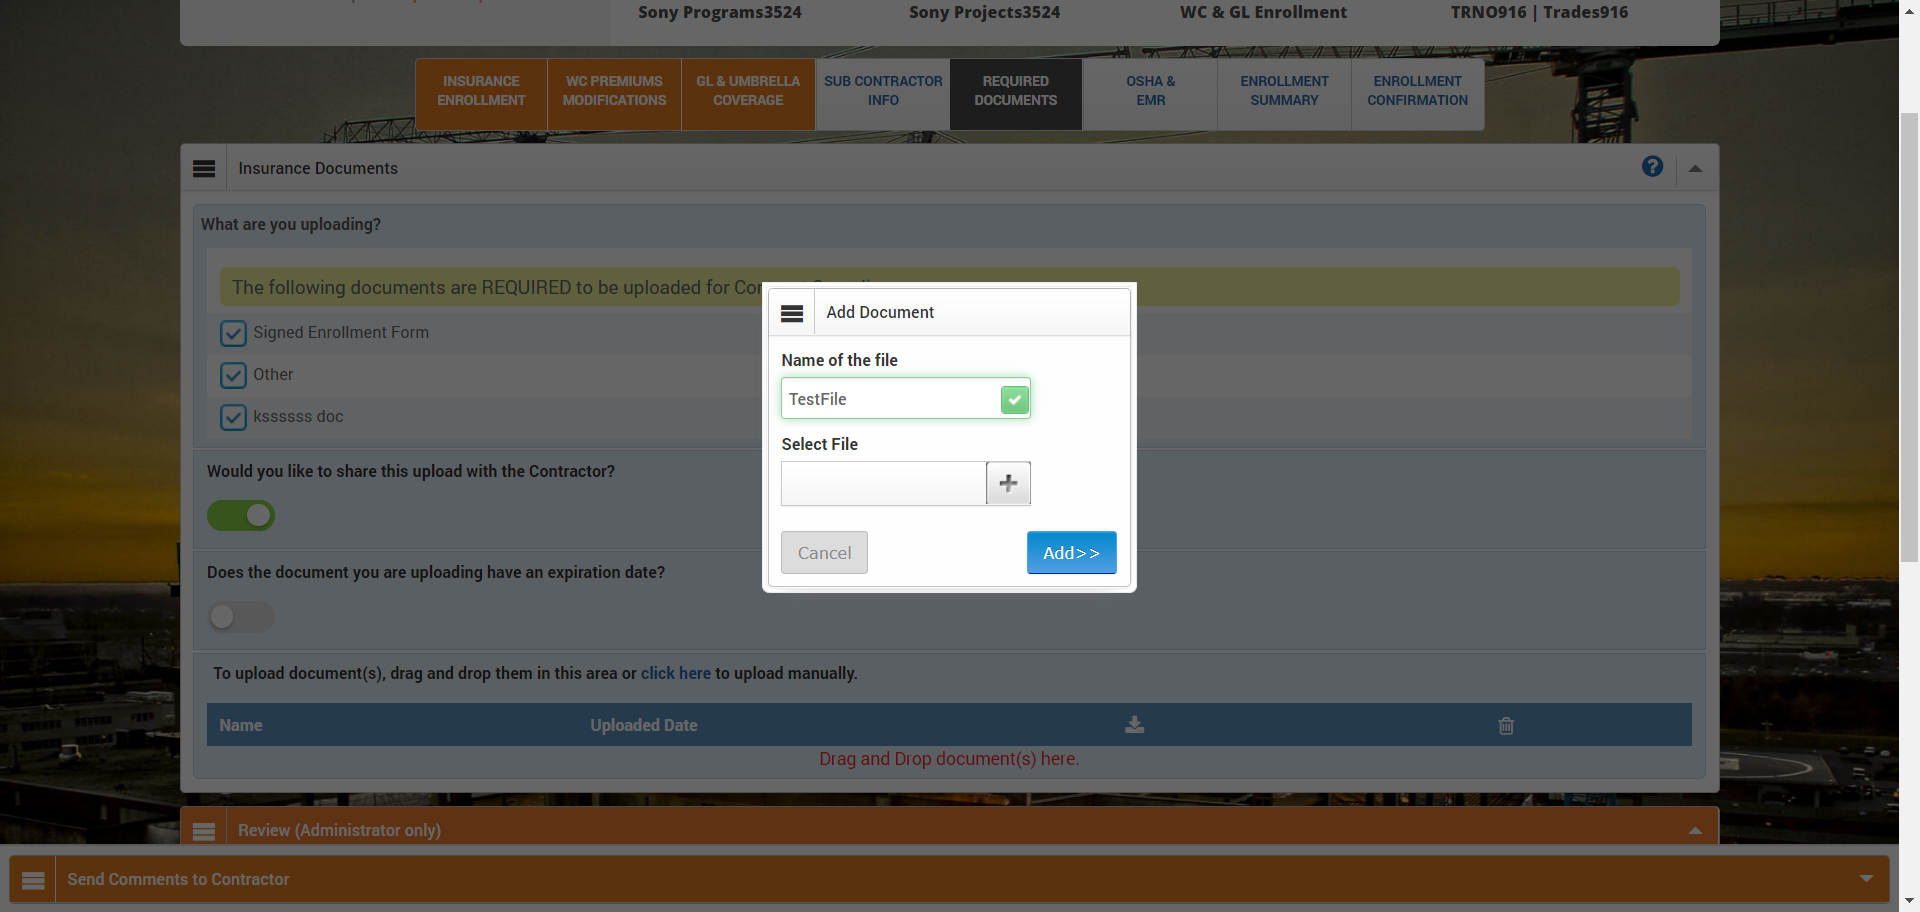 Sony Programs3524
Sony Projects3524
WC & GL Enrollment
TRNO916 | Trades916
INSURANCE
ENROLLMENT
WC PREMIUMS
MODIFICATIONS
GL & UMBRELLA
COVERAGE
SUB CONTRACTOR
INFO
REQUIRED
DOCUMENTS
OSHA &
EMR
ENROLLMENT
SUMMARY
ENROLLMENT
CONFIRMATION
Insurance Documents
?
What are you uploading?
The following documents are REQUIRED to be uploaded for
Signed Enrollment Form
Other
kssssss doc
Would you like to share this upload with the Contractor?
Does the document you are uploading have an expiration date?
To upload document(s), drag and drop them in this area or click here to upload manually.
Name
Uploaded Date
Drag and Drop document(s) here.
Add Document
Name of the file
TestFile
Select File
Cancel
Add>>
Review (Administrator only)
Send Comments to Contractor